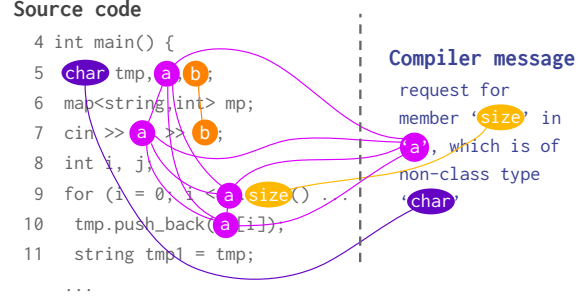 Source code
4 int main() {
5 char tmp, a, b;
6 map<string,int> mp;
7 cin >> a >> b;
8 int i, j;
9 for (i = 0; i < a.size() ...
10 tmp.push_back(a[i]);
11 string tmp1 = tmp;
...
Compiler message
request for
member ‘size’ in
‘a’, which is of
non-class type
‘char’